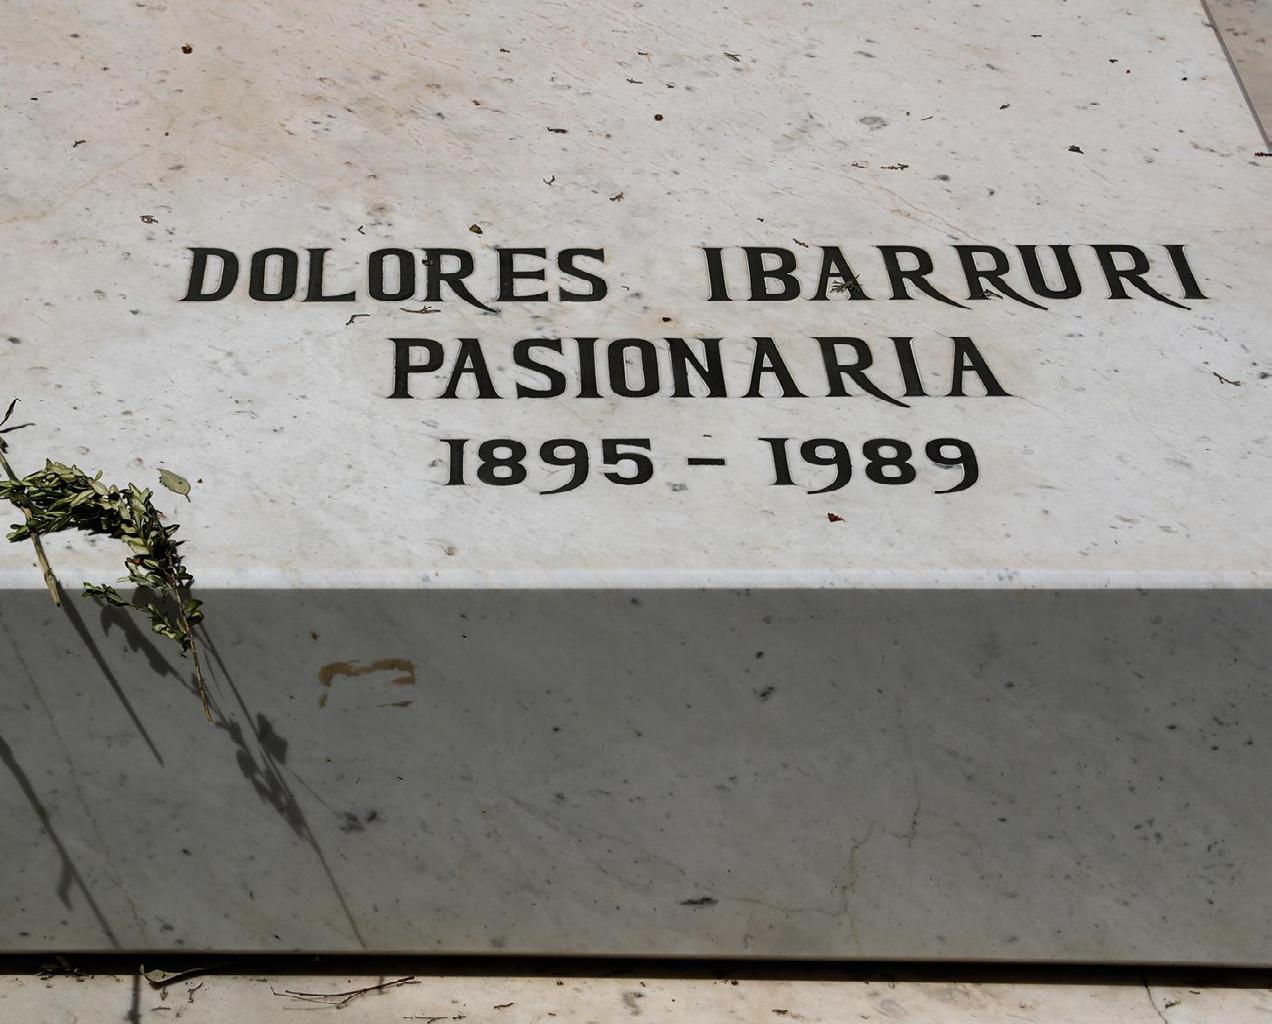 DOLORES IBARRURI
PASIONARIA
1895 - 1989